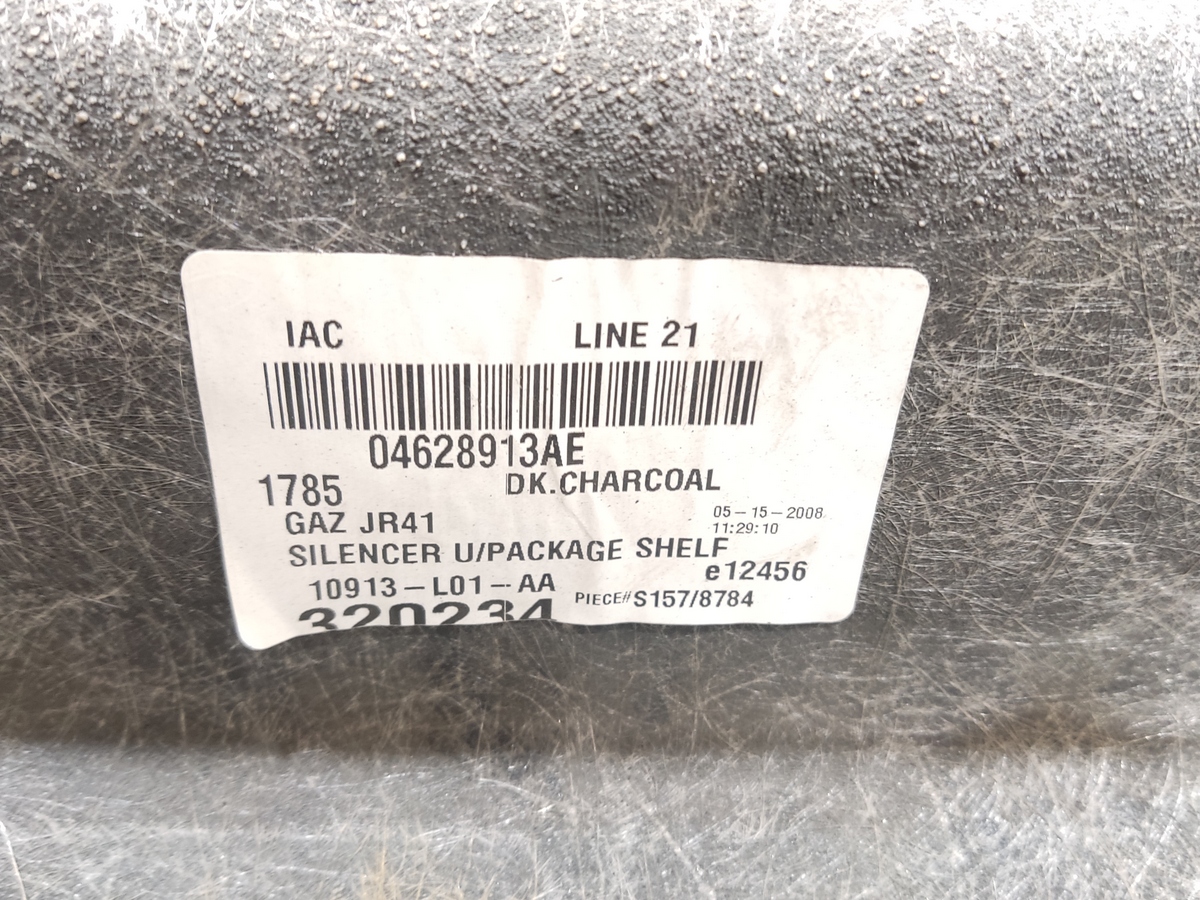 IAC LINE 21
04628913AE
1785 DK.CHARCOAL
GAZ JR41 05-15-2008
11:29:10
SILENCER U/PACKAGE SHELF
e12456
10913-L01-AA PIECE#S157/8784
320234